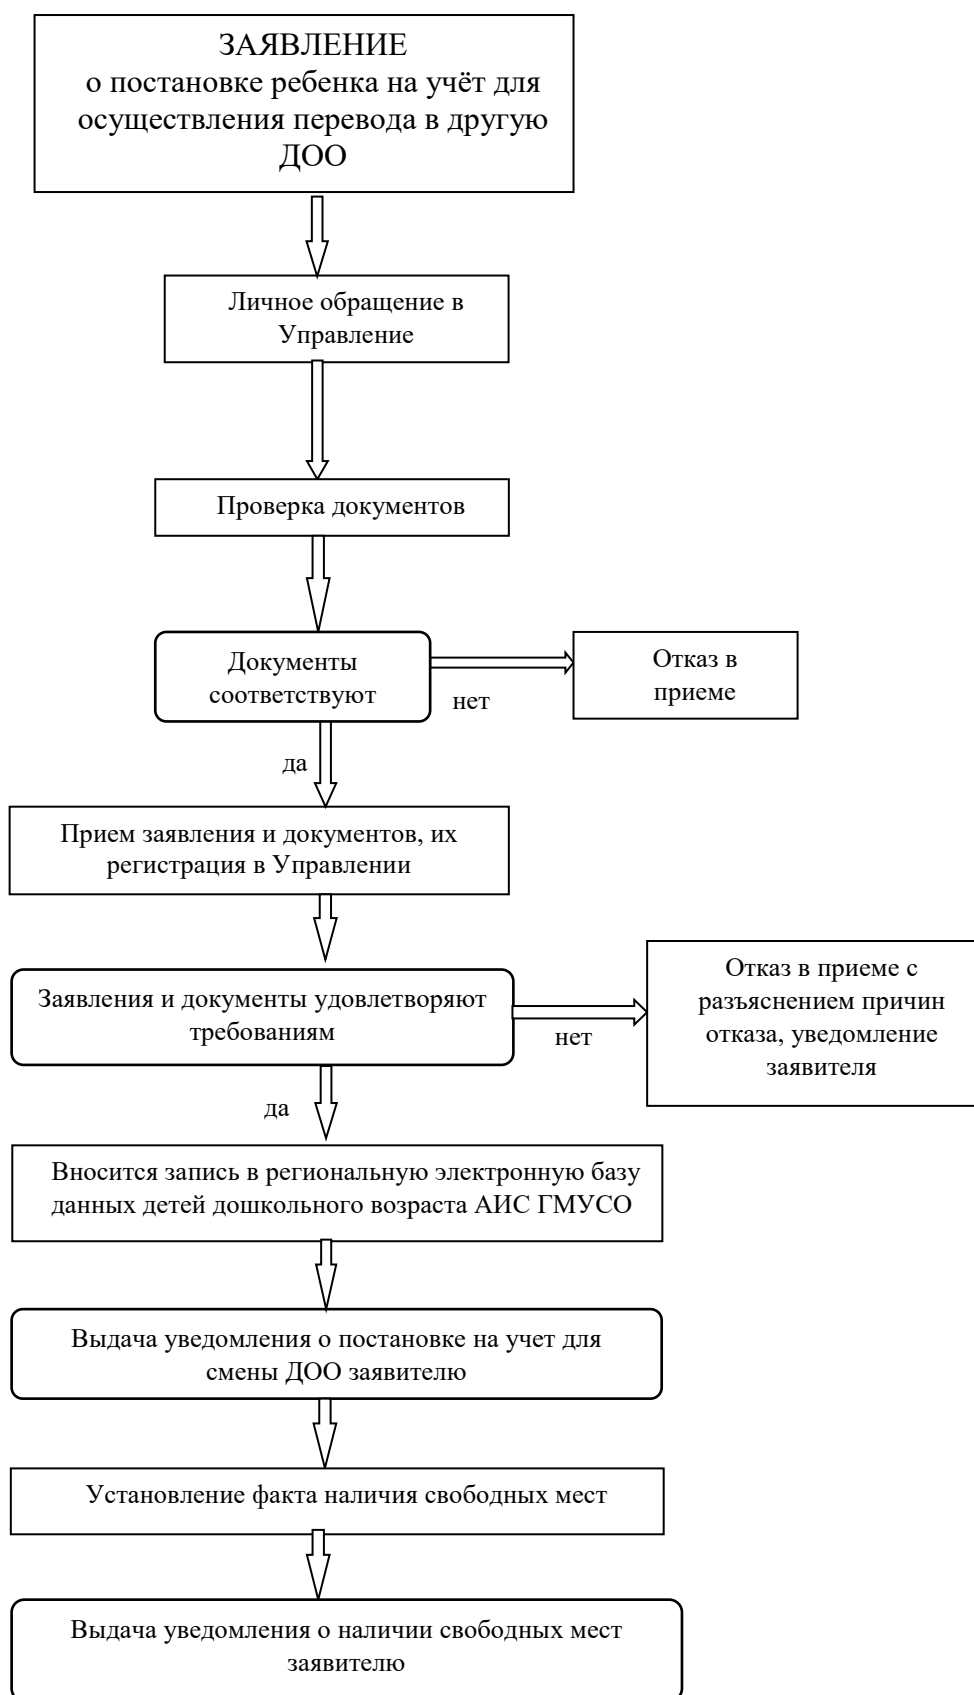 ЗАЯВЛЕНИЕ
о постановке ребенка на учёт для
осуществления перевода в другую
ДОО
Личное обращение в
Управление
Проверка документов
Документы
соответствуют
нет
Отказ в
приеме
да
Прием заявления и документов, их
регистрация в Управлении
Заявления и документы удовлетворяют
требованиям
нет
Отказ в приеме с
разъяснением причин
отказа, уведомление
заявителя
да
Вносится запись в региональную электронную базу
данных детей дошкольного возраста АИС ГМУСО
Выдача уведомления о постановке на учет для
смены ДОО заявителю
Установление факта наличия свободных мест
Выдача уведомления о наличии свободных мест
заявителю